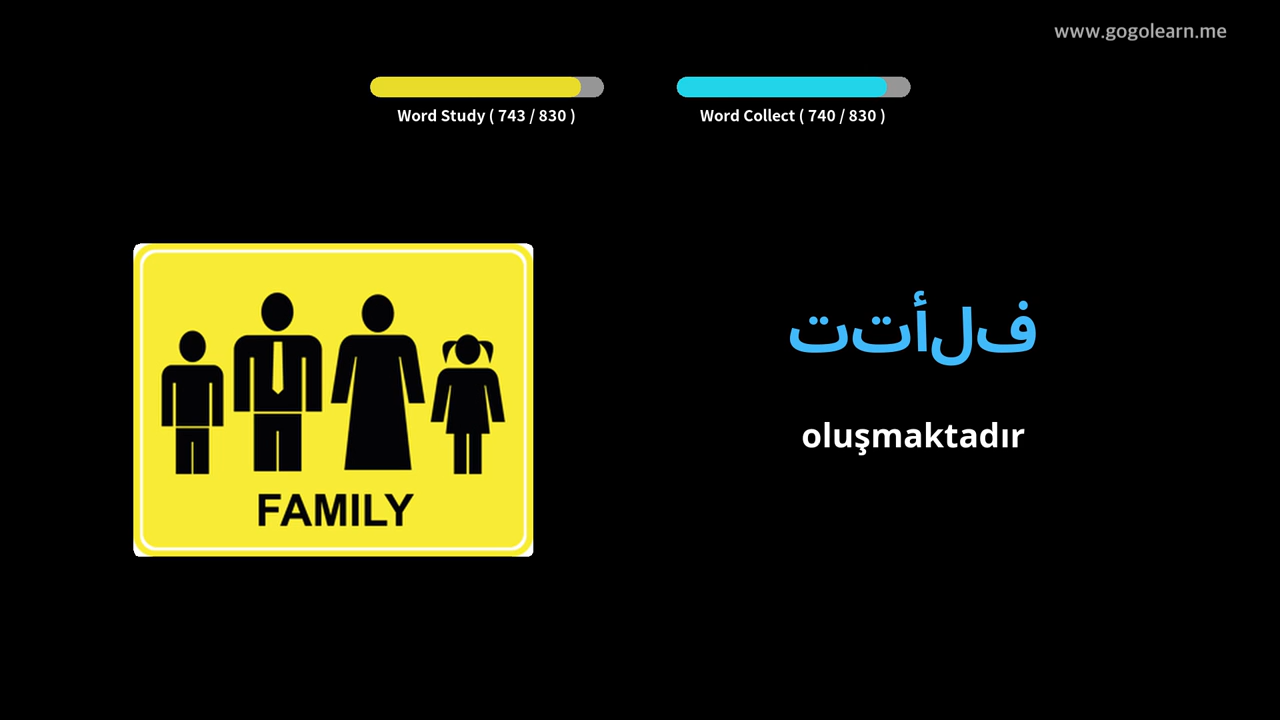 www.gogolearn.me
Word Study ( 743 / 830 )
Word Collect ( 740 / 830 )
FAMILY
تتألف
oluşmaktadır